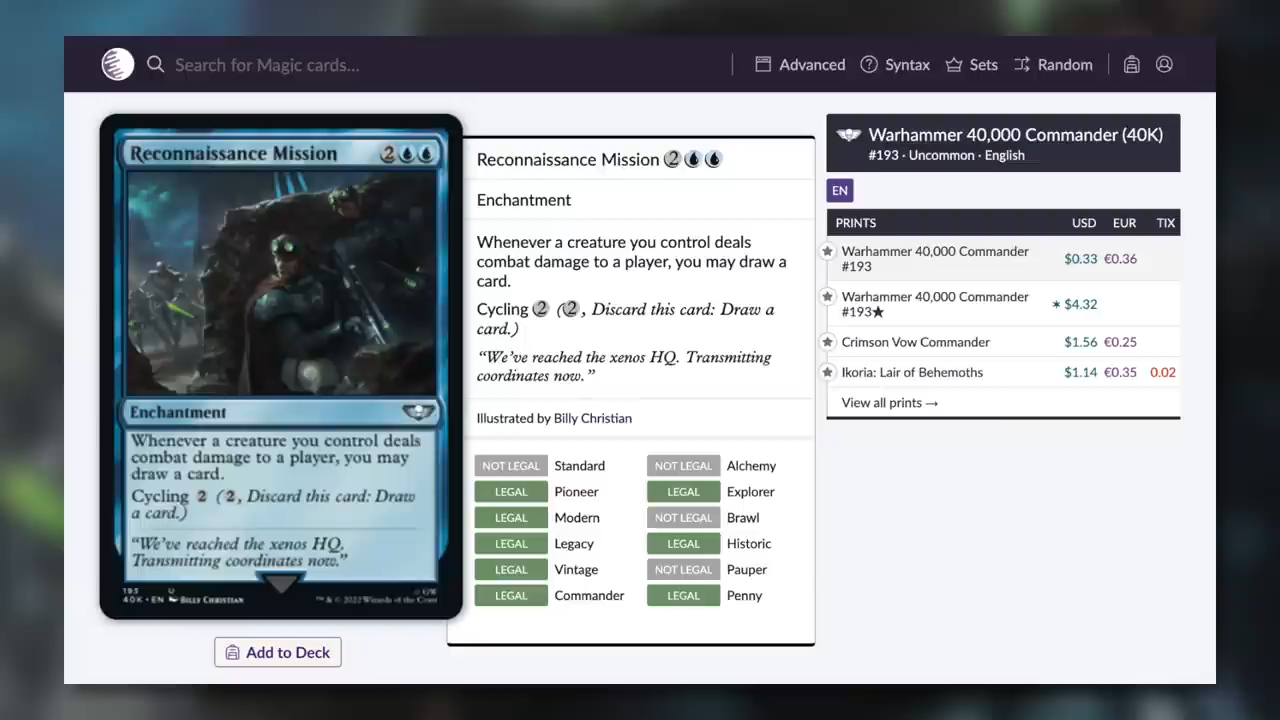 Search for Magic cards...
Advanced
Syntax
Sets
Random
Reconnaissance Mission 2
Enchantment
Whenever a creature you control deals
combat damage to a player, you may
draw a card.
Cycling 2 (2, Discard this card: Draw
a card.)
"We've reached the xenos HQ.
Transmitting coordinates now."
193 U
40K • EN BILLY CHRISTIAN
™ & © 2022 Wizards of the Coast
Add to Deck
Reconnaissance Mission 2
Enchantment
Whenever a creature you control deals
combat damage to a player, you may draw a
card.
Cycling 2 (2, Discard this card: Draw a
card.)
“We’ve reached the xenos HQ. Transmitting
coordinates now.”
Illustrated by Billy Christian
NOT LEGAL Standard NOT LEGAL Alchemy
LEGAL Pioneer LEGAL Explorer
LEGAL Modern NOT LEGAL Brawl
LEGAL Legacy LEGAL Historic
LEGAL Vintage NOT LEGAL Pauper
LEGAL Commander LEGAL Penny
Warhammer 40,000 Commander (40K)
#193 · Uncommon · English
EN
PRINTS USD EUR TIX
Warhammer 40,000 Commander
#193 $0.33 €0.36
Warhammer 40,000 Commander
#193★ ✶ $4.32
Crimson Vow Commander $1.56 €0.25
Ikoria: Lair of Behemoths $1.14 €0.35 0.02
View all prints →